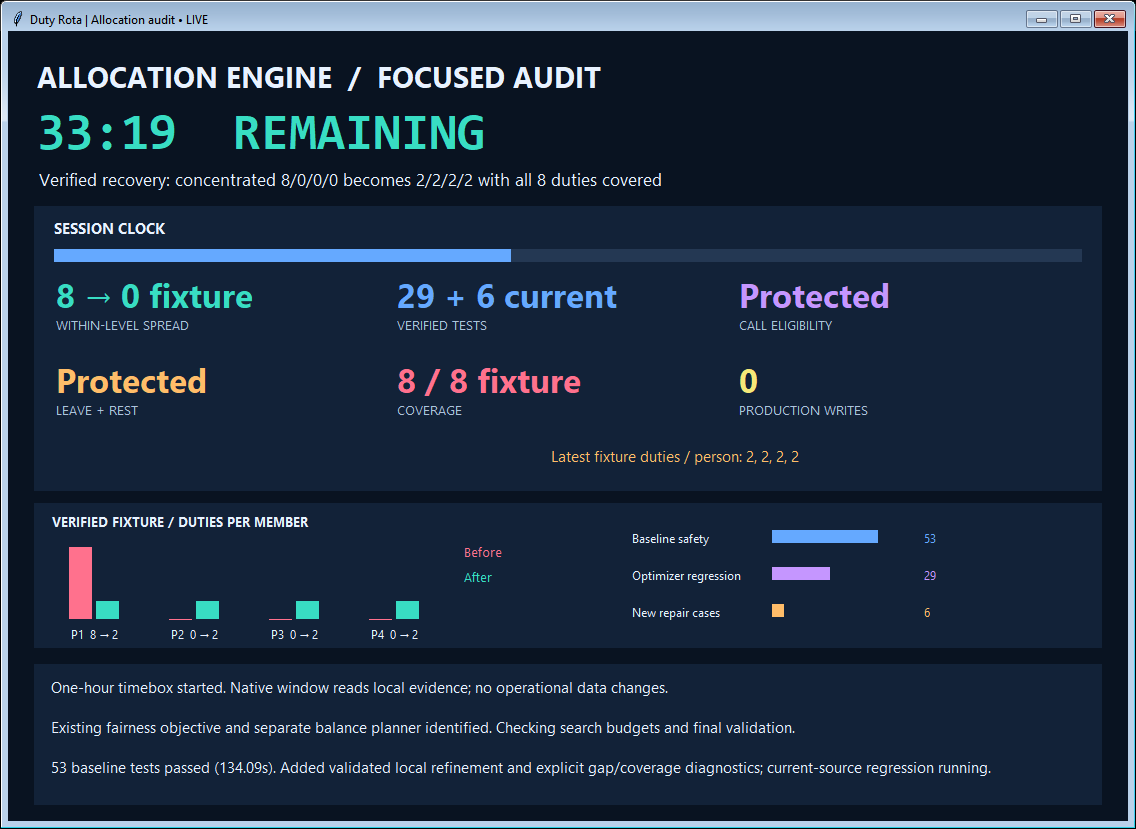 Duty Rota | Allocation audit • LIVE
ALLOCATION ENGINE / FOCUSED AUDIT
33:19 REMAINING
Verified recovery: concentrated 8/0/0/0 becomes 2/2/2/2 with all 8 duties covered
SESSION CLOCK
8 → 0 fixture
WITHIN-LEVEL SPREAD
29 + 6 current
VERIFIED TESTS
Protected
CALL ELIGIBILITY
Protected
LEAVE + REST
8 / 8 fixture
COVERAGE
0
PRODUCTION WRITES
Latest fixture duties / person: 2, 2, 2, 2
VERIFIED FIXTURE / DUTIES PER MEMBER
Before
After
P1 8→2
P2 0→2
P3 0→2
P4 0→2
Baseline safety 53
Optimizer regression 29
New repair cases 6
One-hour timebox started. Native window reads local evidence; no operational data changes.
Existing fairness objective and separate balance planner identified. Checking search budgets and final validation.
53 baseline tests passed (134.09s). Added validated local refinement and explicit gap/coverage diagnostics; current-source regression running.